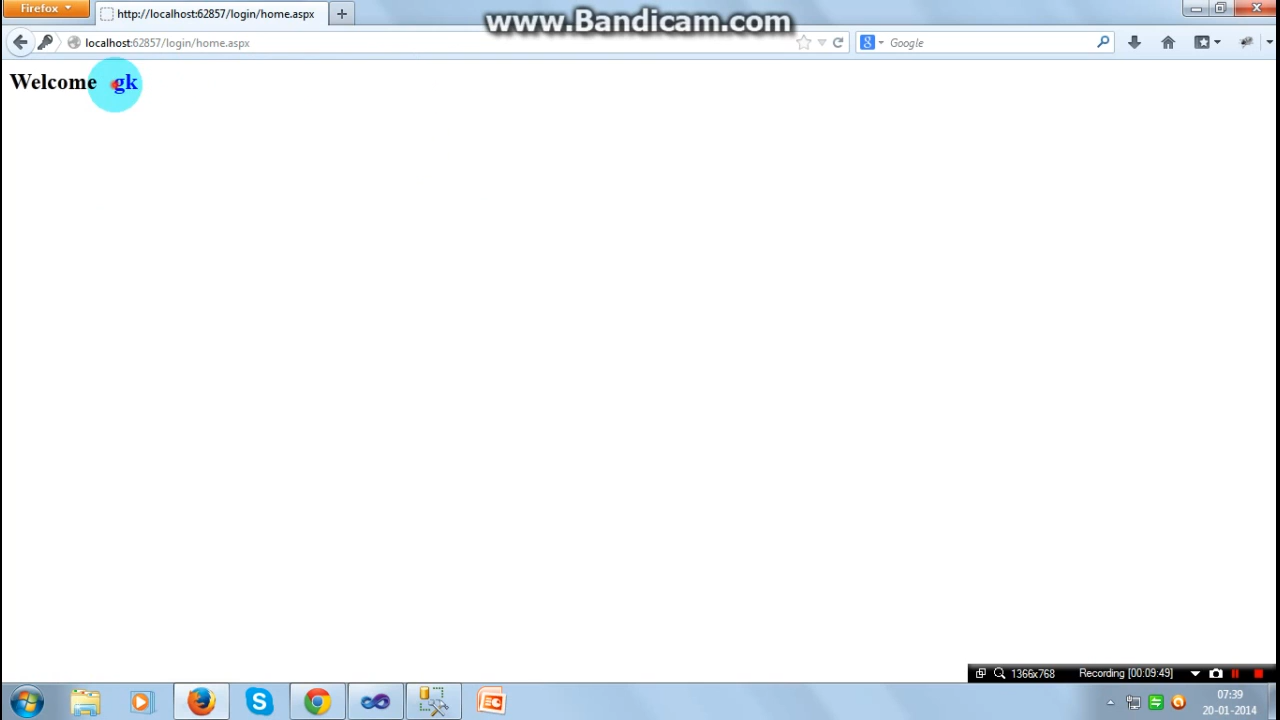 Firefox
http://localhost:62857/login/home.aspx
www.Bandicam.com
localhost:62857/login/home.aspx
8
Google
Welcome gk
1366x768
Recording [00:09:49]
07:39
20-01-2014